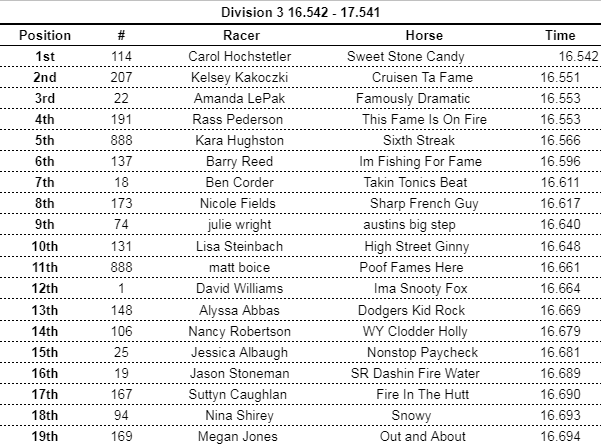 Division 3 16.542 - 17.541
Position # Racer Horse Time
1st 114 Carol Hochstetler Sweet Stone Candy 16.542
2nd 207 Kelsey Kakoczki Cruisen Ta Fame 16.551
3rd 22 Amanda LePak Famously Dramatic 16.553
4th 191 Rass Pederson This Fame Is On Fire 16.553
5th 888 Kara Hughston Sixth Streak 16.566
6th 137 Barry Reed Im Fishing For Fame 16.596
7th 18 Ben Corder Takin Tonics Beat 16.611
8th 173 Nicole Fields Sharp French Guy 16.617
9th 74 julie wright austins big step 16.640
10th 131 Lisa Steinbach High Street Ginny 16.648
11th 888 matt boice Poof Fames Here 16.661
12th 1 David Williams Ima Snooty Fox 16.664
13th 148 Alyssa Abbas Dodgers Kid Rock 16.669
14th 106 Nancy Robertson WY Clodder Holly 16.679
15th 25 Jessica Albaugh Nonstop Paycheck 16.681
16th 19 Jason Stoneman SR Dashin Fire Water 16.689
17th 167 Suttyn Caughlan Fire In The Hutt 16.690
18th 94 Nina Shirey Snowy 16.693
19th 169 Megan Jones Out and About 16.694